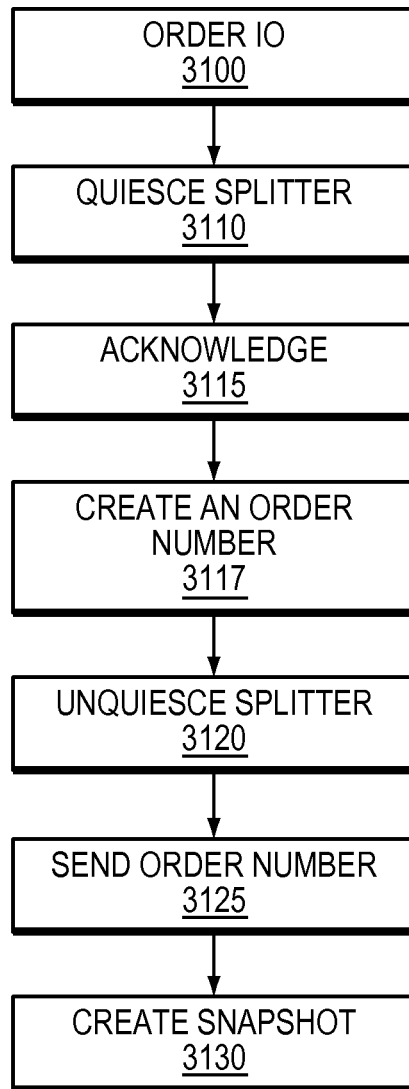 ORDER IO
3100
QUIESCE SPLITTER
3110
ACKNOWLEDGE
3115
CREATE AN ORDER
NUMBER
3117
UNQUIESCE SPLITTER
3120
SEND ORDER NUMBER
3125
CREATE SNAPSHOT
3130